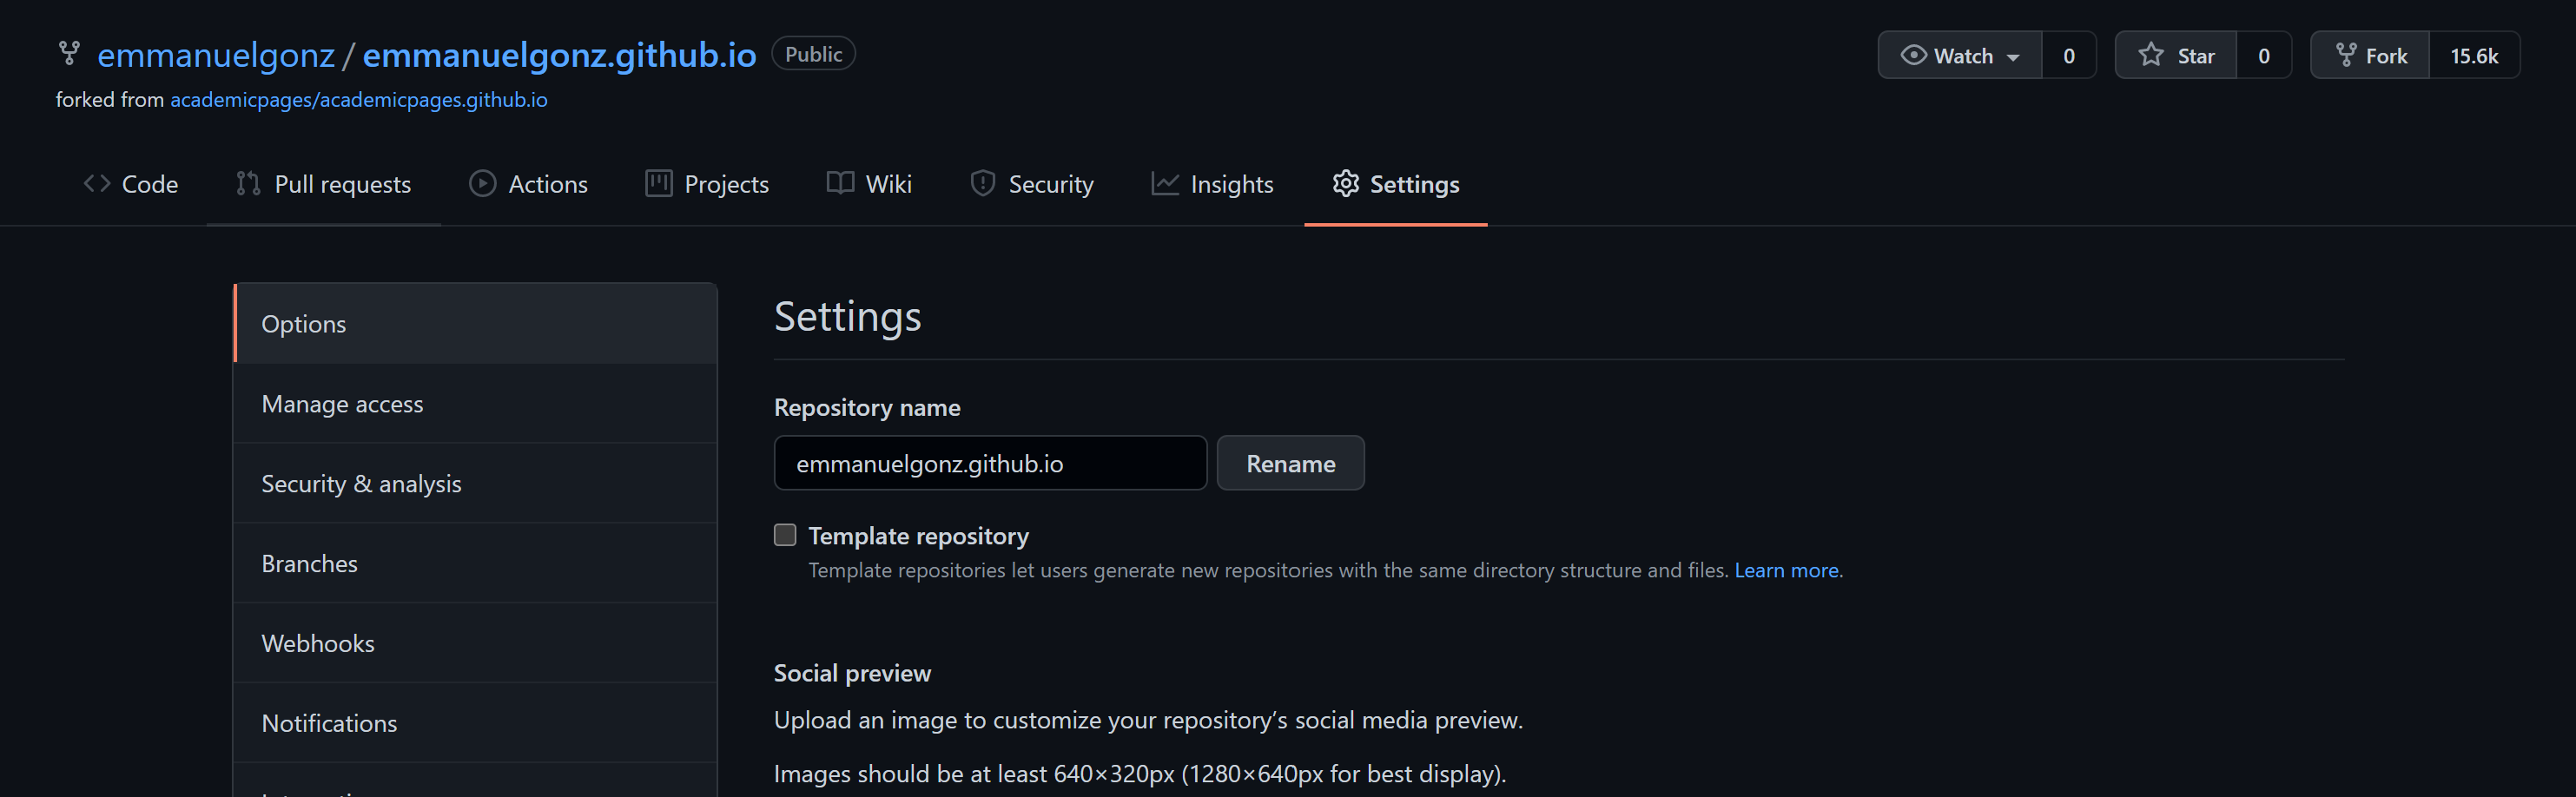 emmanuelgonz / emmanuelgonz.github.io Public Watch 0 Star 0 Fork 15.6k
forked from academicpages/academicpages.github.io
Code Pull requests Actions Projects Wiki Security Insights Settings
Options
Manage access
Security & analysis
Branches
Webhooks
Notifications
Settings
Repository name
emmanuelgonz.github.io Rename
Template repository
Template repositories let users generate new repositories with the same directory structure and files. Learn more.
Social preview
Upload an image to customize your repository’s social media preview.
Images should be at least 640×320px (1280×640px for best display).